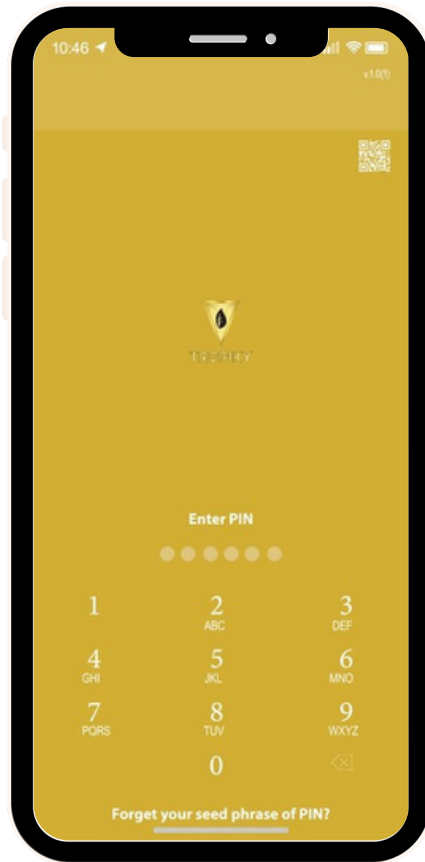 10:46
v.1.0(1)
Enter PIN
1 2 3
ABC DEF
4 5 6
GHI JKL MNO
7 8 9
PQRS TUV WXYZ
0
Forget your seed phrase of PIN?